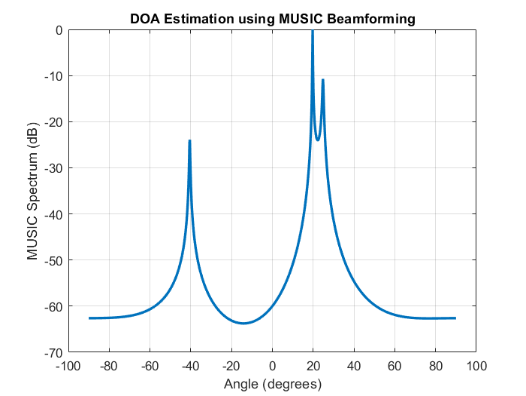 DOA Estimation using MUSIC Beamforming
MUSIC Spectrum (dB)
0
-10
-20
-30
-40
-50
-60
-70
-100 -80 -60 -40 -20 0 20 40 60 80 100
Angle (degrees)